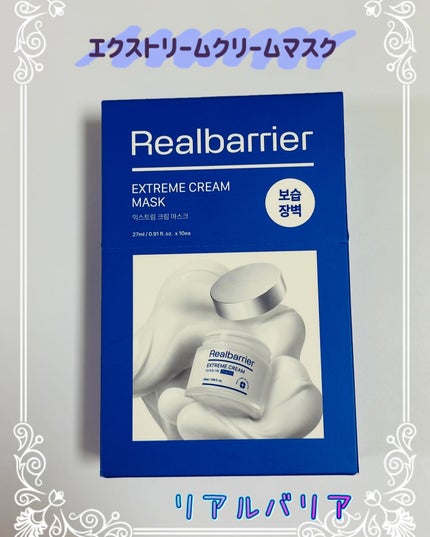 エクストリームクリームマスク
Realbarrier
EXTREME CREAM
MASK
익스트림 크림 마스크
27ml / 0.91 fl. oz. x 10ea
보습
장벽
Realbarrier
EXTREME CREAM
リアルバリア